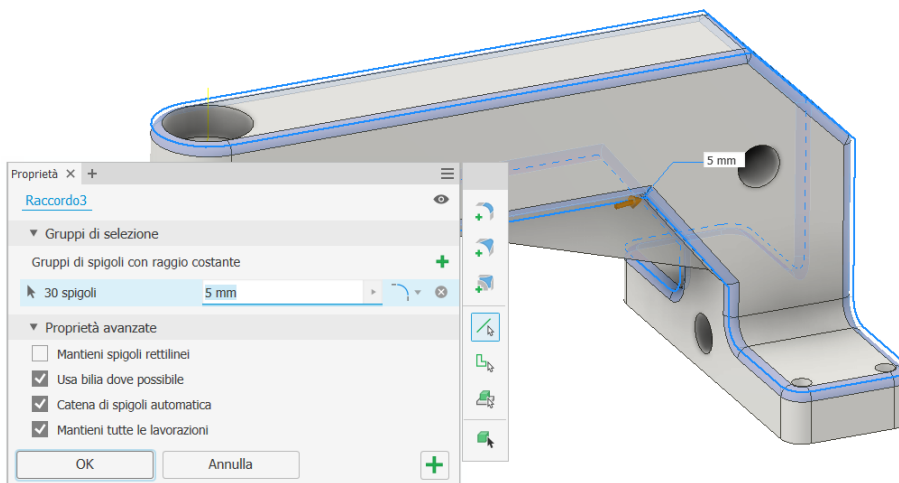 5 mm
Proprietà
Raccordo3
Gruppi di selezione
Gruppi di spigoli con raggio costante
30 spigoli 5 mm
Proprietà avanzate
Mantieni spigoli rettilinei
Usa bilia dove possibile
Catena di spigoli automatica
Mantieni tutte le lavorazioni
OK Annulla